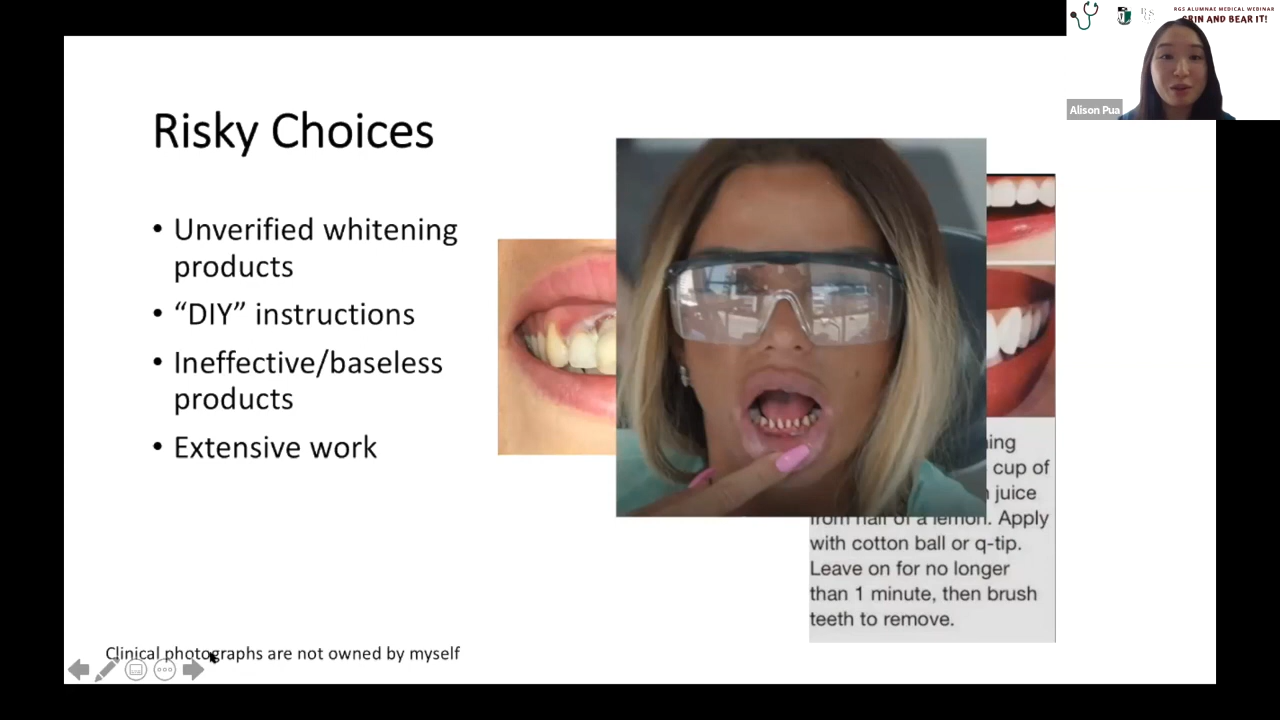 RGS ALUMNAE MEDICAL WEBINAR
GRIN AND BEAR IT!
Alison Pua
Risky Choices
• Unverified whitening
products
• “DIY” instructions
• Ineffective/baseless
products
• Extensive work
cup of
juice
from half of a lemon. Apply
with cotton ball or q-tip.
Leave on for no longer
than 1 minute, then brush
teeth to remove.
Clinical photographs are not owned by myself